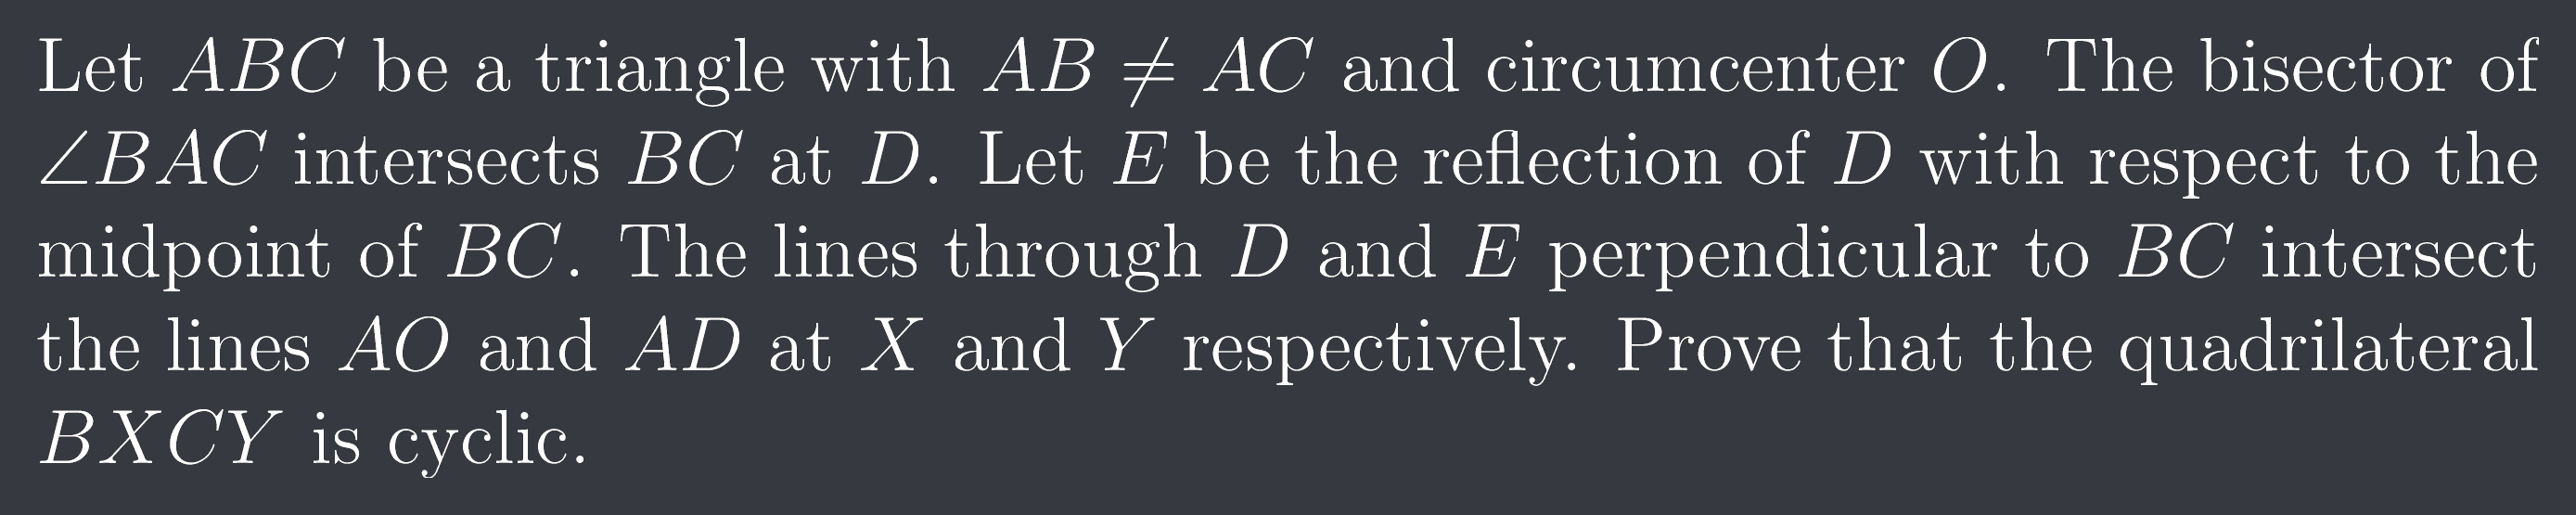 Let ABC be a triangle with AB ≠ AC and circumcenter O. The bisector of
∠BAC intersects BC at D. Let E be the reflection of D with respect to the
midpoint of BC. The lines through D and E perpendicular to BC intersect
the lines AO and AD at X and Y respectively. Prove that the quadrilateral
BXCY is cyclic.